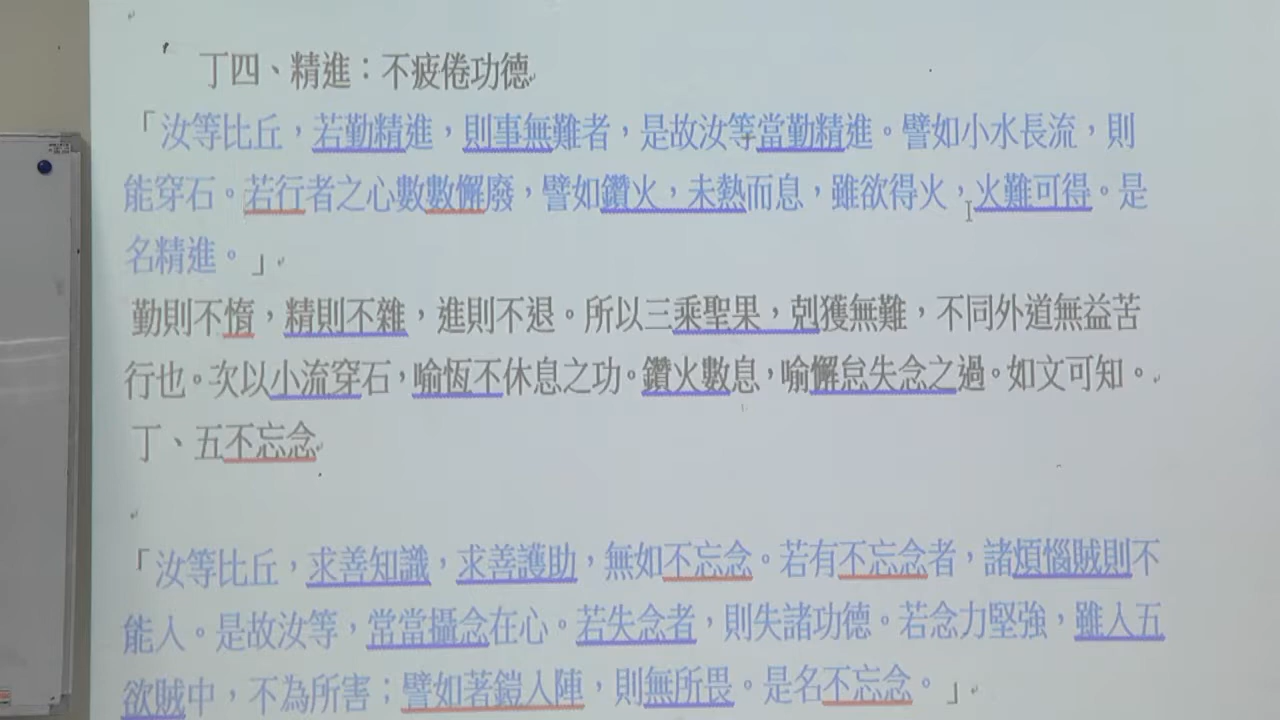 丁四、精進：不疲倦功德
「汝等比丘，若勤精進，則事無難者，是故汝等當勤精進。譬如小水長流，則
能穿石。若行者之心數數懈廢，譬如鑽火，未熱而息，雖欲得火，火難可得。是
名精進。」
勤則不惰，精則不雜，進則不退。所以三乘聖果，剋獲無難，不同外道無益苦
行也。次以小流穿石，喻恆不休息之功。鑽火數息，喻懈怠失念之過。如文可知。
丁、五不忘念
「汝等比丘，求善知識，求善護助，無如不忘念。若有不忘念者，諸煩惱賊則不
能入。是故汝等，常當攝念在心。若失念者，則失諸功德。若念力堅強，雖入五
欲賊中，不為所害；譬如著鎧入陣，則無所畏。是名不忘念。」